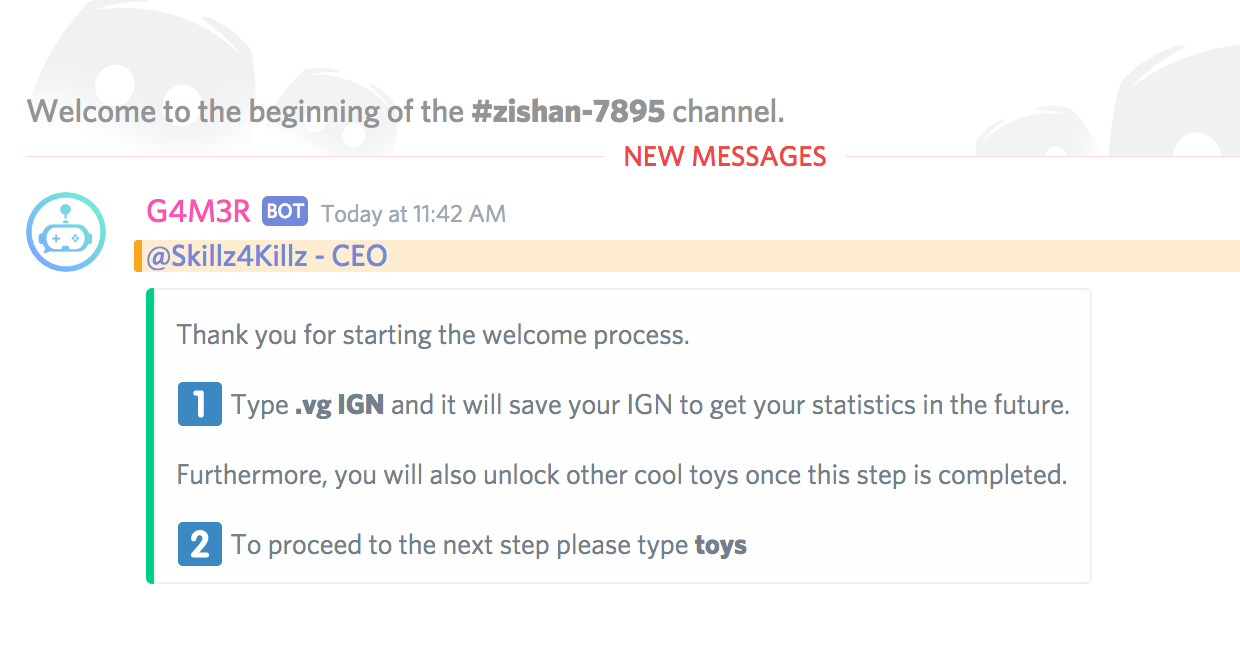 Welcome to the beginning of the #zishan-7895 channel.
NEW MESSAGES
G4M3R BOT Today at 11:42 AM
@Skillz4Killz - CEO
Thank you for starting the welcome process.
1 Type .vg IGN and it will save your IGN to get your statistics in the future.
Furthermore, you will also unlock other cool toys once this step is completed.
2 To proceed to the next step please type toys